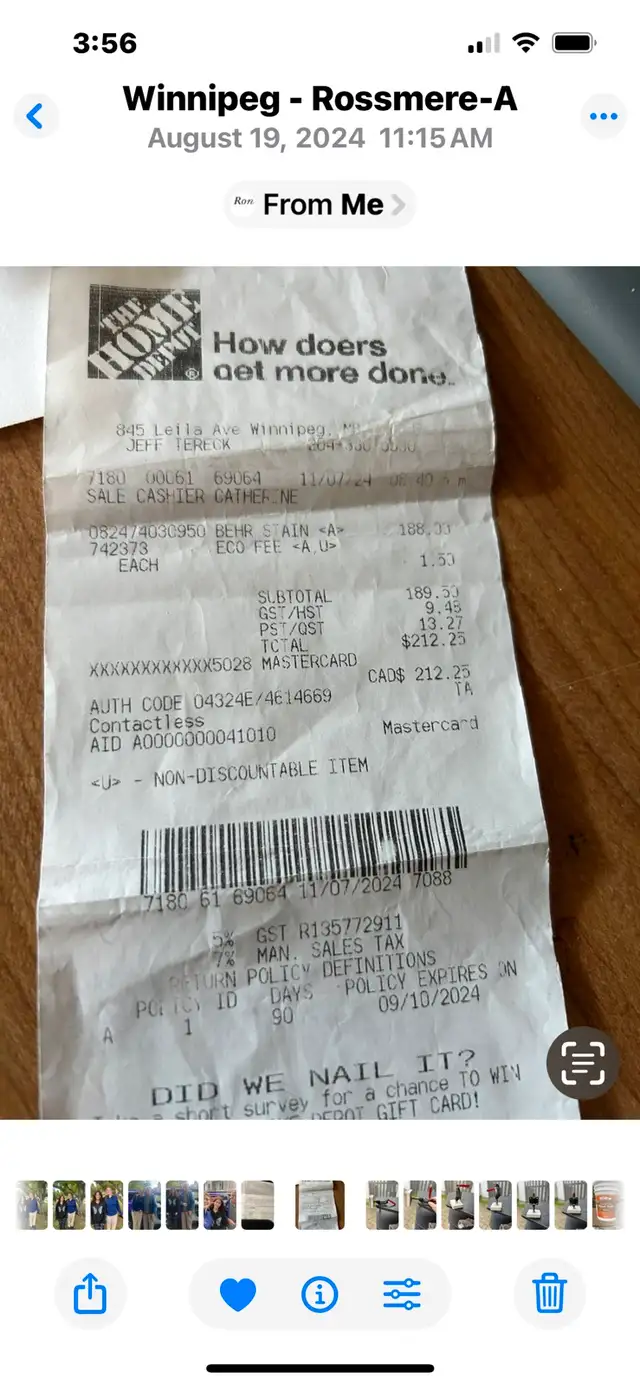 3:56
Winnipeg - Rossmere-A
August 19, 2024 11:15 AM
Ron From Me
THE HOME DEPOT
How doers
get more done.
845 Leila Ave Winnipeg,
JEFF TERECK
7180 00061 69064 11/07/24
SALE CASHIER CATHERINE
082474030950 BEHR STAIN <A> 188.00
742373 ECO FEE <A,U>
EACH 1.50
SUBTOTAL 189.50
GST/HST 9.48
PST/QST 13.27
TOTAL $212.25
XXXXXXXXXXXX5028 MASTERCARD
CAD$ 212.25
TA
AUTH CODE 04324E/4614669
Contactless
AID A0000000041010 Mastercard
<U> - NON-DISCOUNTABLE ITEM
7180 61 69064 11/07/2024 7088
5% GST R135772911
7% MAN. SALES TAX
RETURN POLICY DEFINITIONS
POLICY ID DAYS POLICY EXPIRES ON
A 1 90 09/10/2024
DID WE NAIL IT?
a short survey for a chance TO WIN
DEPOT GIFT CARD!